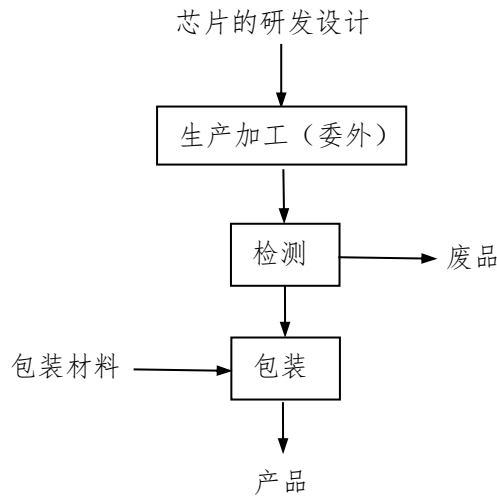 芯片的研发设计
生产加工（委外）
检测
废品
包装材料
包装
产品